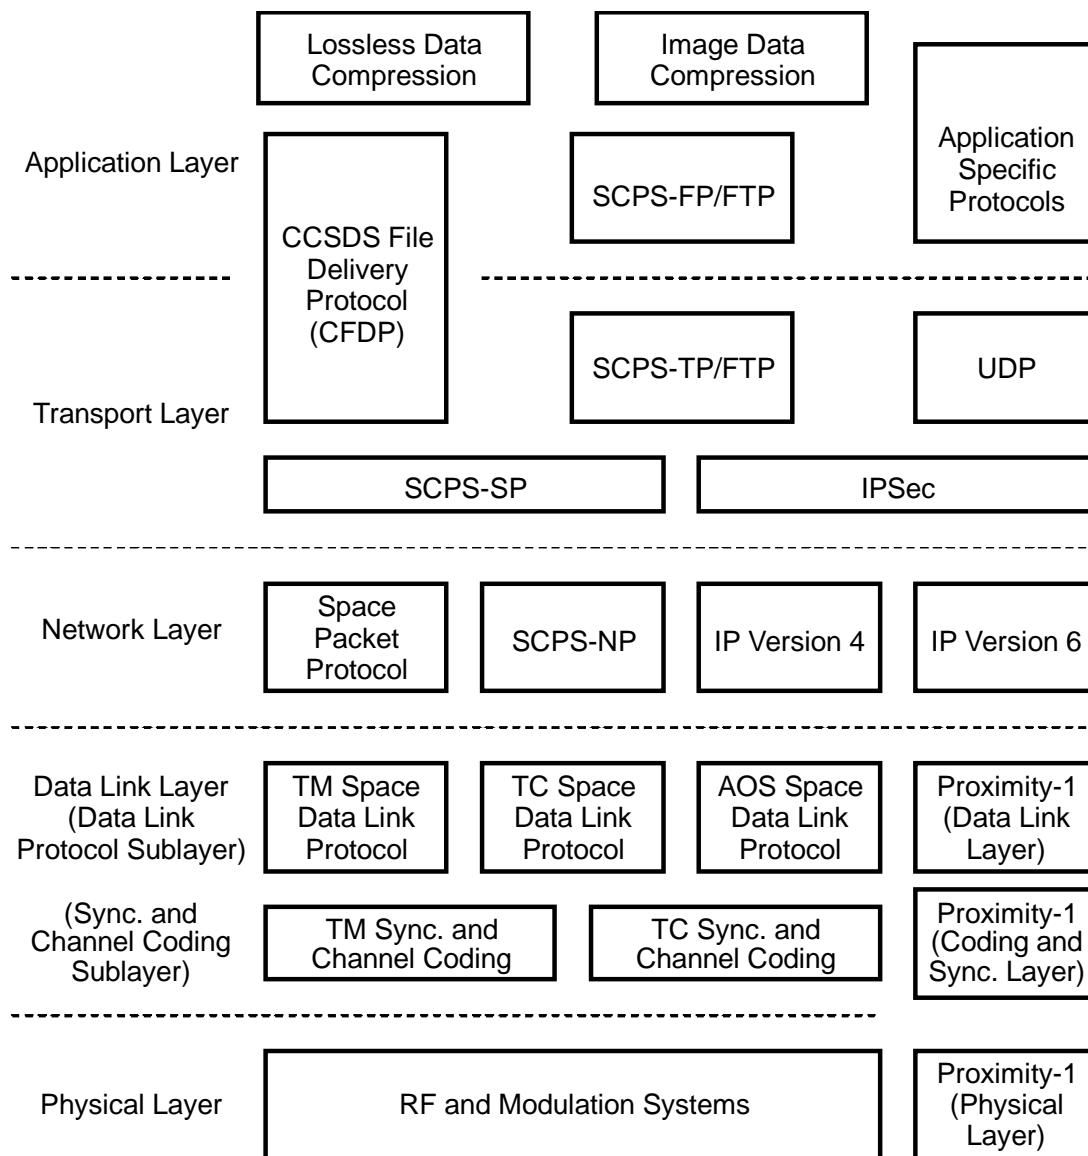 Lossless Data
Compression
Image Data
Compression
Application
Specific
Protocols
Application Layer
SCPS-FP/FTP
CCSDS File
Delivery
Protocol
(CFDP)
SCPS-TP/FTP
UDP
Transport Layer
SCPS-SP
IPSec
Network Layer
Space
Packet
Protocol
SCPS-NP
IP Version 4
IP Version 6
Data Link Layer
(Data Link
Protocol Sublayer)
TM Space
Data Link
Protocol
TC Space
Data Link
Protocol
AOS Space
Data Link
Protocol
Proximity-1
(Data Link
Layer)
(Sync. and
Channel Coding
Sublayer)
TM Sync. and
Channel Coding
TC Sync. and
Channel Coding
Proximity-1
(Coding and
Sync. Layer)
Physical Layer
RF and Modulation Systems
Proximity-1
(Physical
Layer)